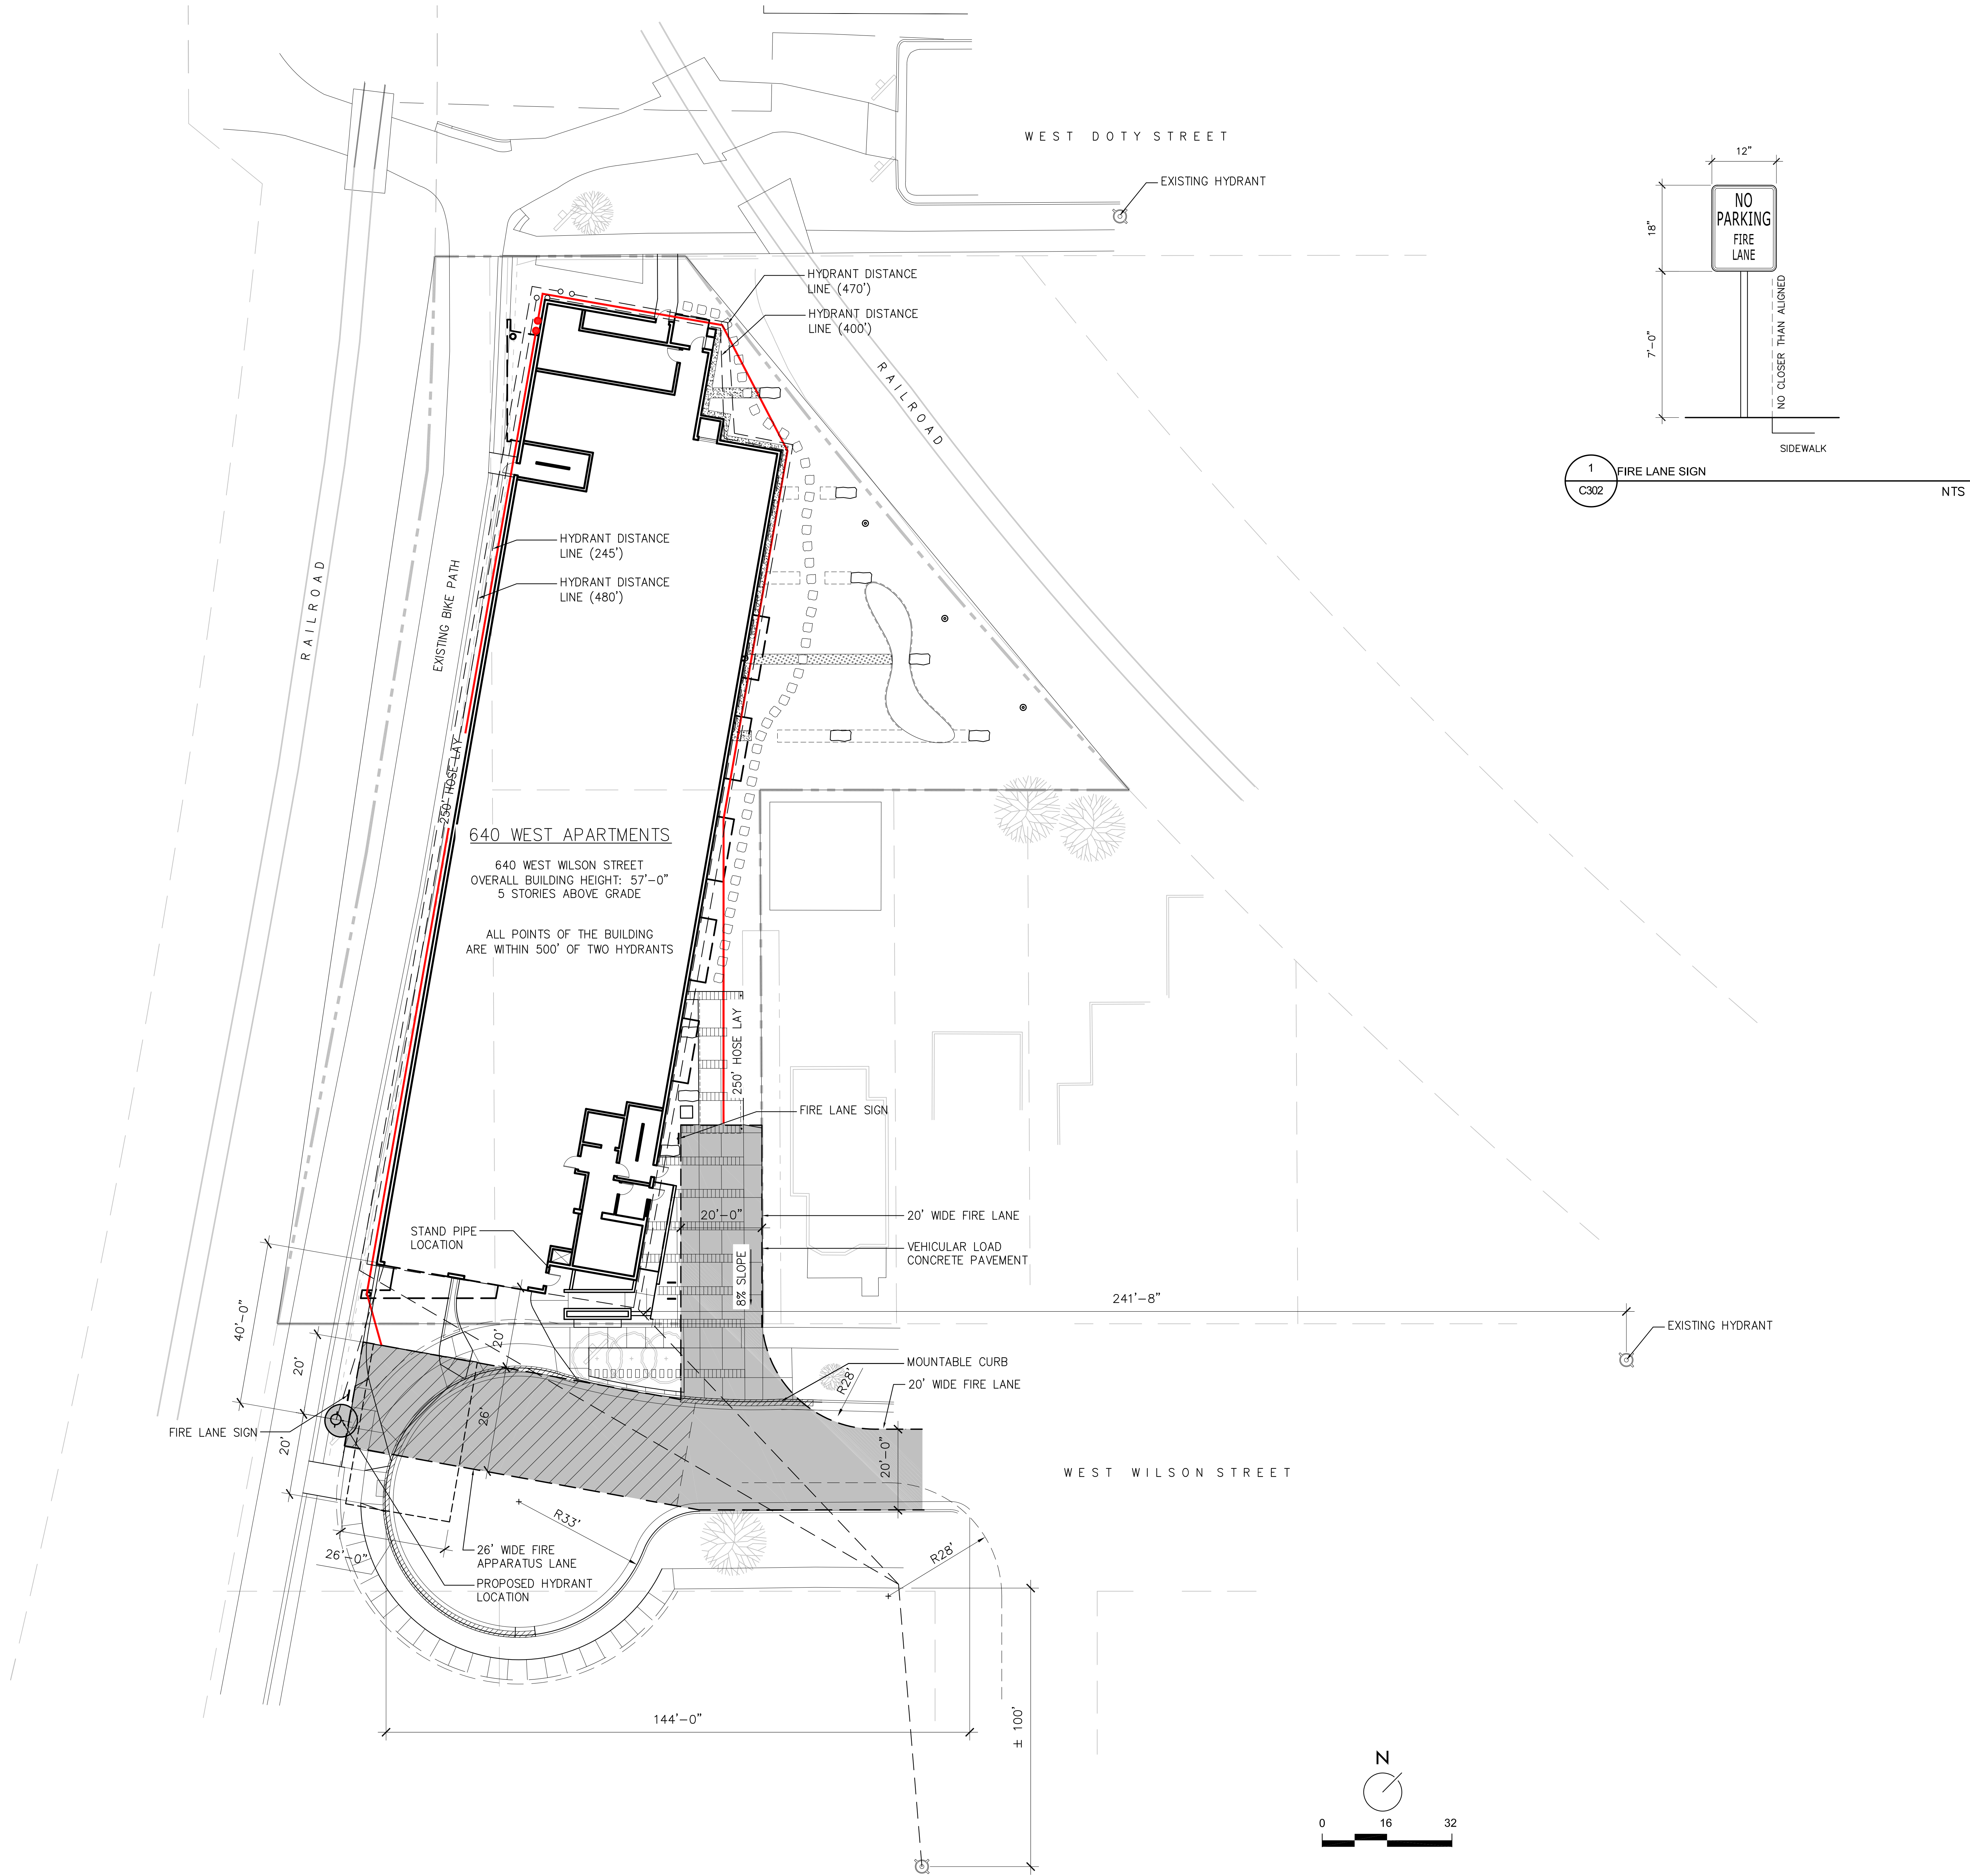 WEST DOTY STREET
EXISTING HYDRANT
12"
NO
PARKING
FIRE
LANE
18"
7'-0"
NO CLOSER THAN ALIGNED
SIDEWALK
1
C302
FIRE LANE SIGN
NTS
HYDRANT DISTANCE
LINE (470')
HYDRANT DISTANCE
LINE (400')
RAILROAD
RAILROAD
EXISTING BIKE PATH
HYDRANT DISTANCE
LINE (245')
HYDRANT DISTANCE
LINE (480')
250' HOSE LAY
640 WEST APARTMENTS
640 WEST WILSON STREET
OVERALL BUILDING HEIGHT: 57'-0"
5 STORIES ABOVE GRADE
ALL POINTS OF THE BUILDING
ARE WITHIN 500' OF TWO HYDRANTS
250' HOSE LAY
FIRE LANE SIGN
20'-0"
20' WIDE FIRE LANE
STAND PIPE
LOCATION
VEHICULAR LOAD
CONCRETE PAVEMENT
8% SLOPE
241'-8"
EXISTING HYDRANT
40'-0"
20'
20'
MOUNTABLE CURB
R28'
20' WIDE FIRE LANE
26'
FIRE LANE SIGN
20'
20'-0"
WEST WILSON STREET
R33'
26'-0"
26' WIDE FIRE
APPARATUS LANE
R28'
PROPOSED HYDRANT
LOCATION
144'-0"
± 100'
N
0 16 32